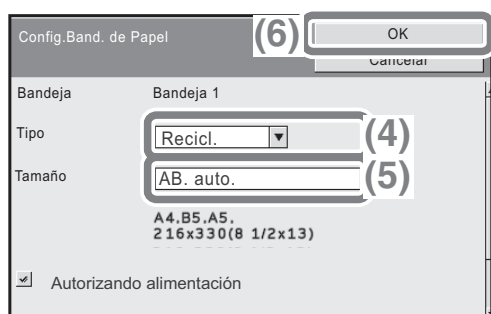 Config.Band. de Papel (6) OK
Cancelar
Bandeja Bandeja 1
Tipo Recicl. (4)
Tamaño AB. auto. (5)
A4,B5,A5,
216x330(8 1/2x13)
Autorizando alimentación